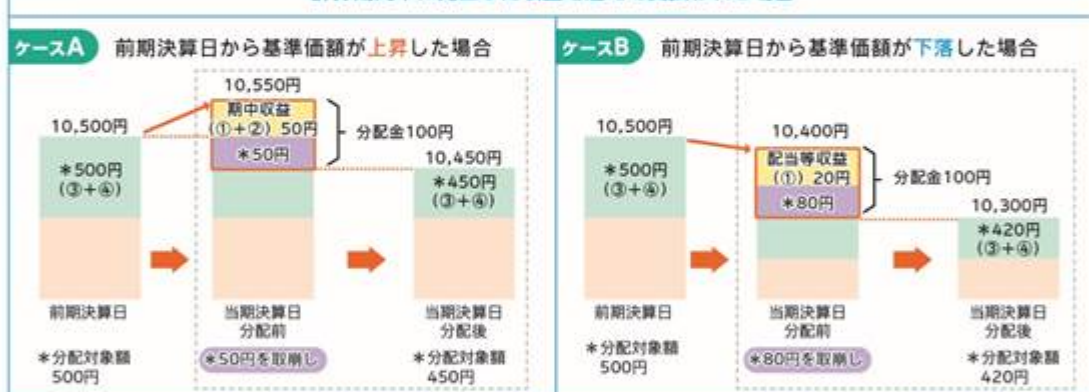 ケースA 前期決算日から基準価額が上昇した場合
10,550円
期中収益
(①+②) 50円
10,500円
分配金100円
*50円
10,450円
*500円
(③+④)
*450円
(③+④)
前期決算日
当期決算日
分配前
当期決算日
分配後
*分配対象額
500円
*50円を取崩し
*分配対象額
450円
ケースB 前期決算日から基準価額が下落した場合
10,500円
10,400円
配当等収益
(①) 20円
分配金100円
*500円
(③+④)
*80円
10,300円
*420円
(③+④)
前期決算日
当期決算日
分配前
当期決算日
分配後
*分配対象額
500円
*80円を取崩し
*分配対象額
420円